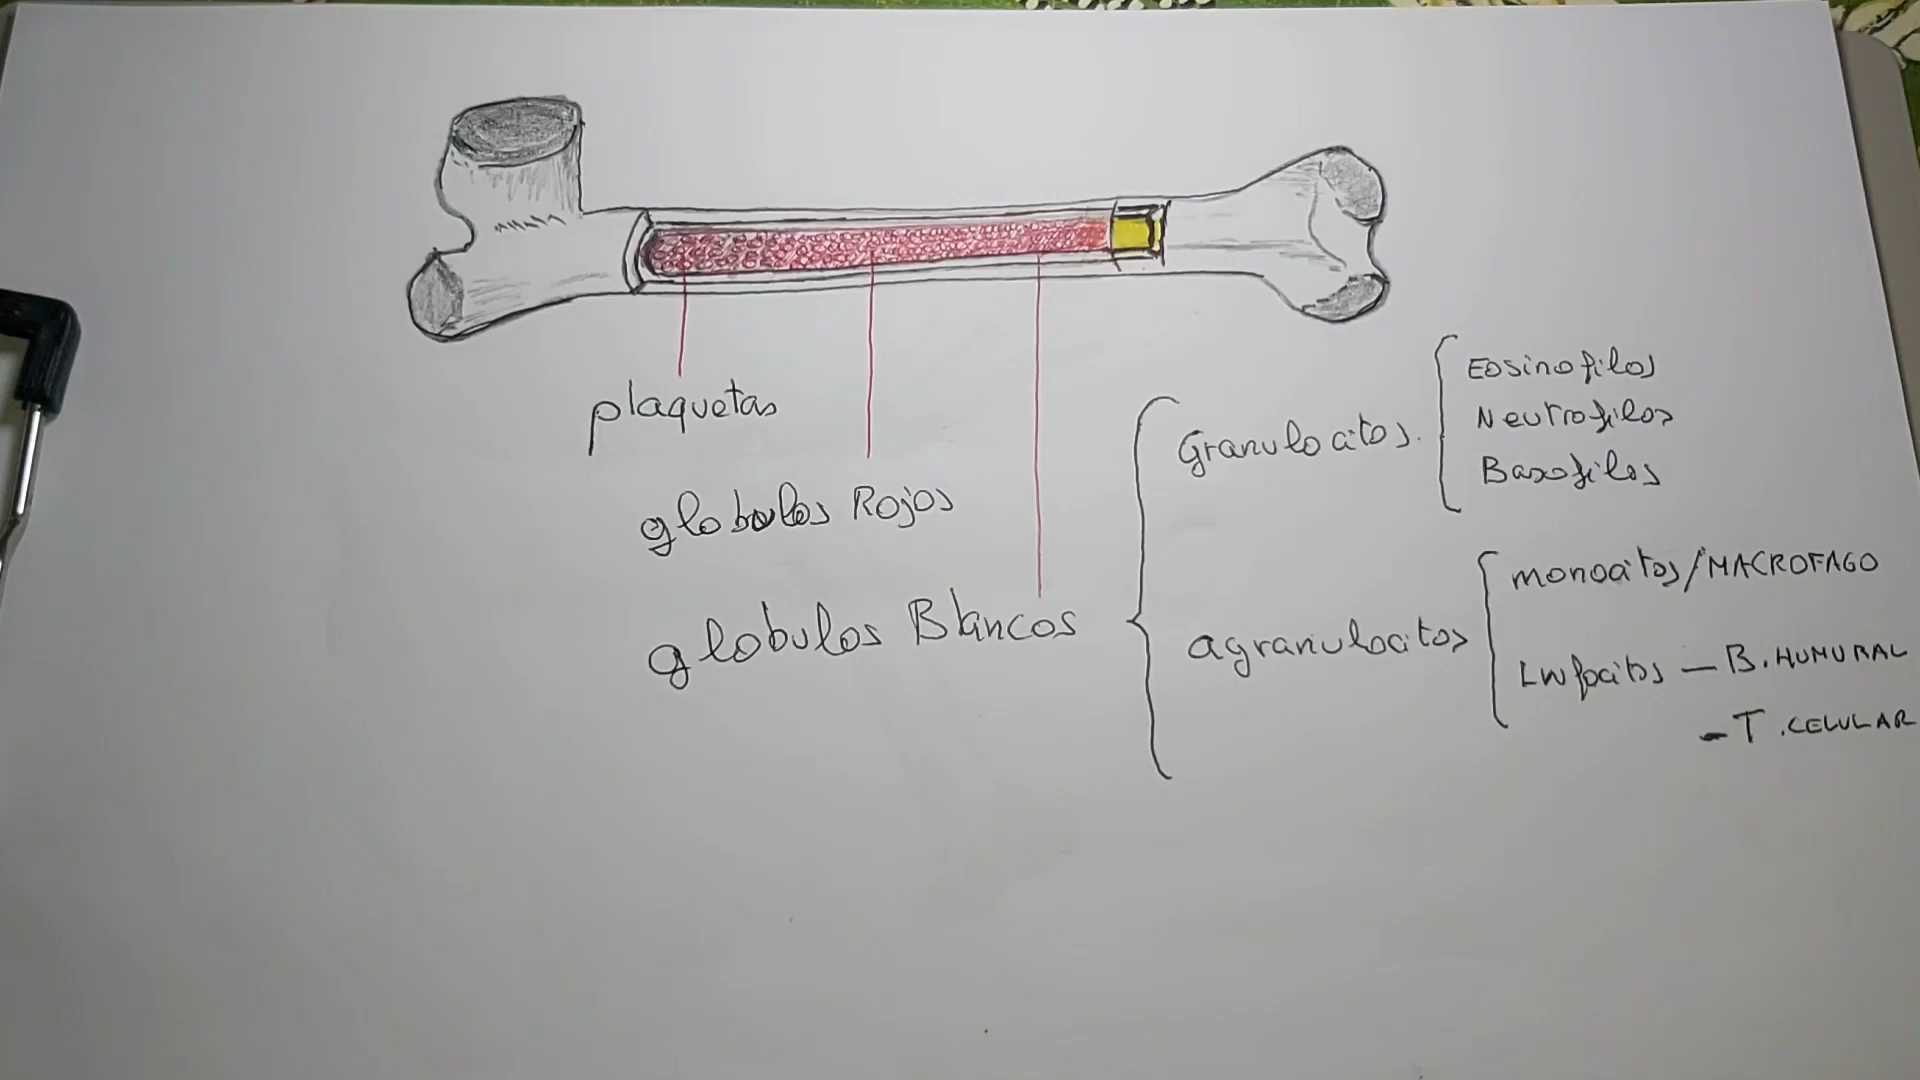 plaquetas
globulos Rojos
globulos Blancos
Granulocitos.
Eosinofilos
Neutrofilos
Basofilos
agranulocitos
monocitos/MACROFAGO
Linfocitos - B. HUMURAL
- T. CELULAR